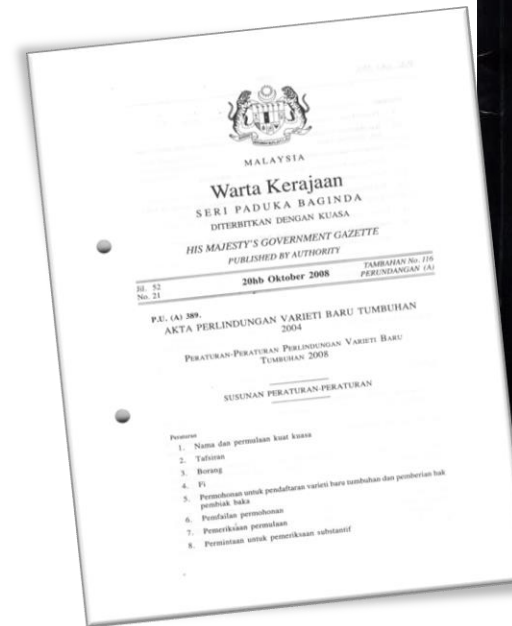 MALAYSIA
Warta Kerajaan
SERI PADUKA BAGINDA
DITERBITKAN DENGAN KUASA
HIS MAJESTY'S GOVERNMENT GAZETTE
PUBLISHED BY AUTHORITY
Jil. 52
No. 21
20hb Oktober 2008
TAMBAHAN No. 116
PERUNDANGAN (A)
P.U. (A) 389.
AKTA PERLINDUNGAN VARIETI BARU TUMBUHAN
2004
PERATURAN-PERATURAN PERLINDUNGAN VARIETI BARU
TUMBUHAN 2008
SUSUNAN PERATURAN-PERATURAN
Peraturan
1. Nama dan permulaan kuat kuasa
2. Tafsiran
3. Borang
4. Fi
5. Permohonan untuk pendaftaran varieti baru tumbuhan dan pemberian hak
pembiak baka
6. Pemfailan permohonan
7. Pemeriksaan permulaan
8. Permintaan untuk pemeriksaan substantif